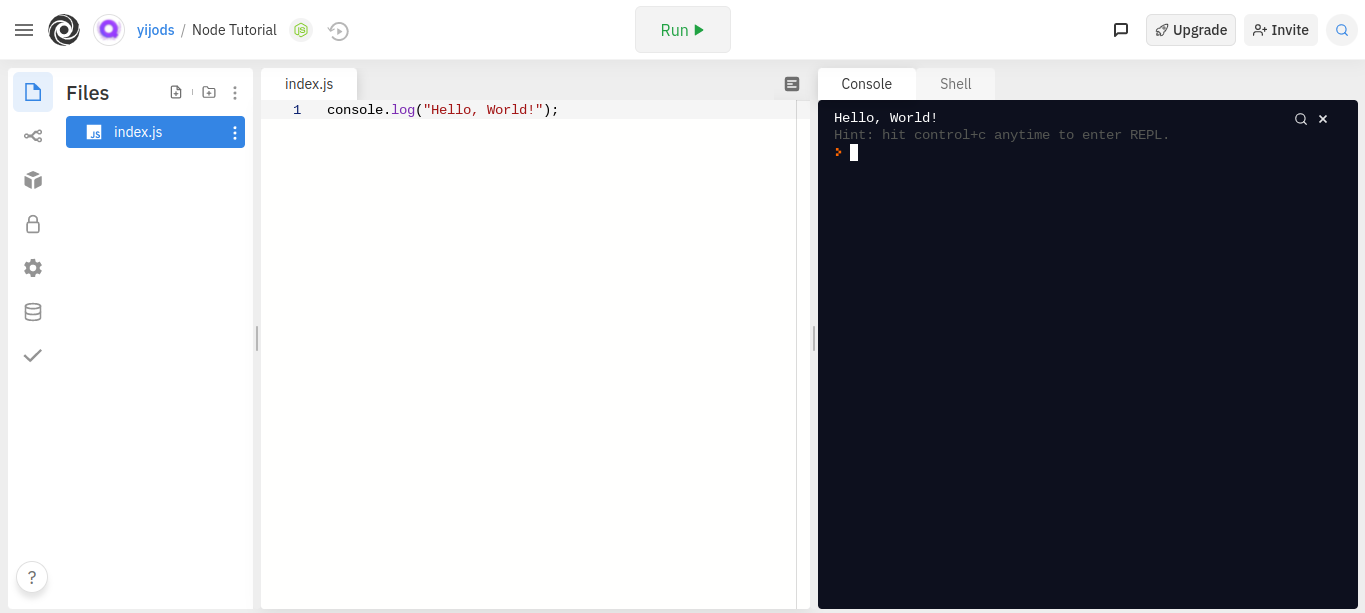 yijods / Node Tutorial
Run
Upgrade
Invite
Files
JS index.js
index.js
1 console.log("Hello, World!");
Console
Shell
Hello, World!
Hint: hit control+c anytime to enter REPL.
>
?